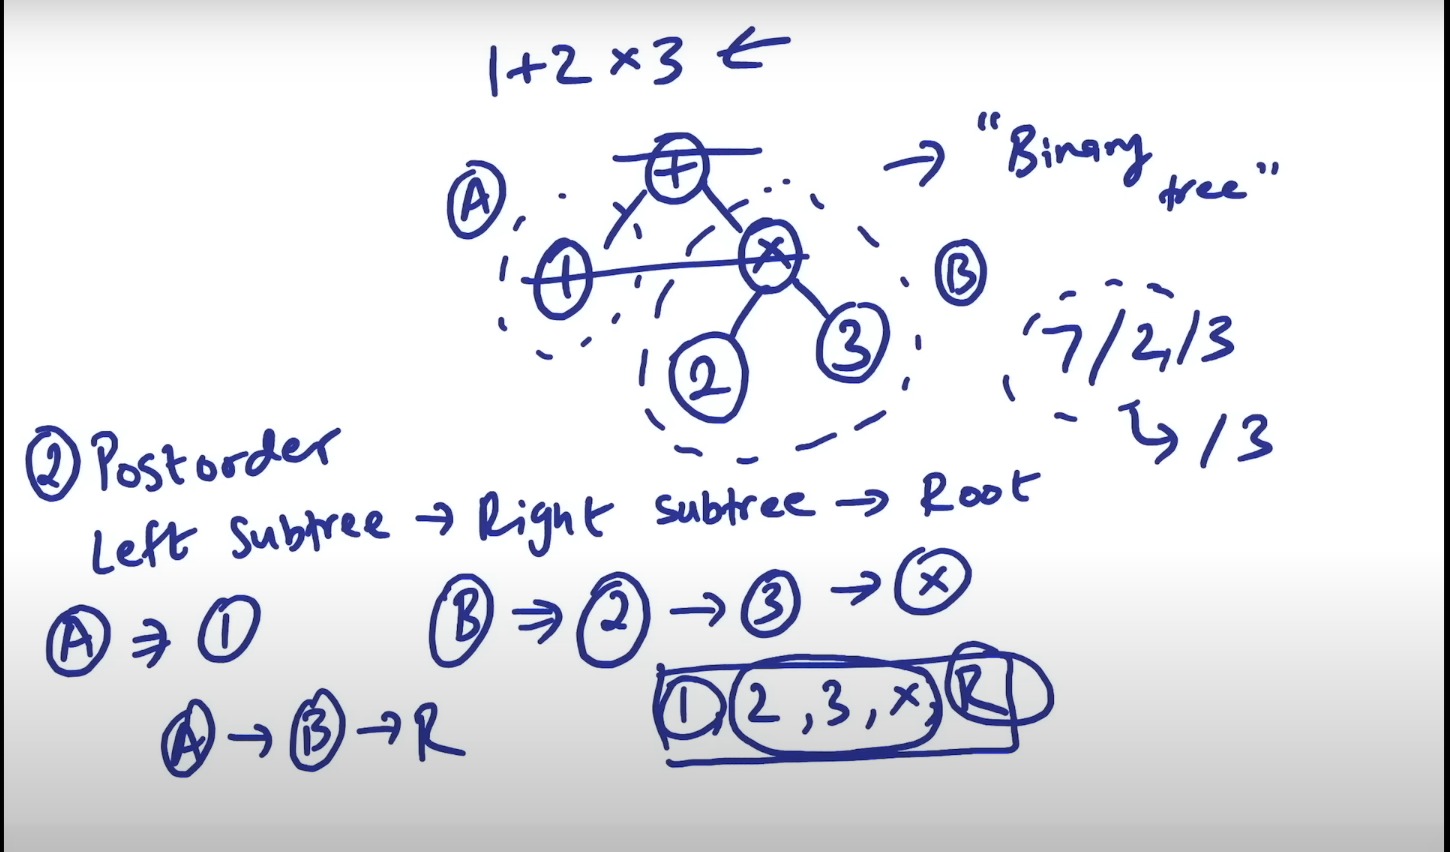 1+2×3 ←
+
A
→ "Binary tree"
1
×
B
2
3
7/2/3
↳ /3
② Postorder
Left Subtree → Right subtree → Root
A ⇒ 1
B ⇒ 2 → 3 → ×
A → B → R
1, 2, 3, ×, R